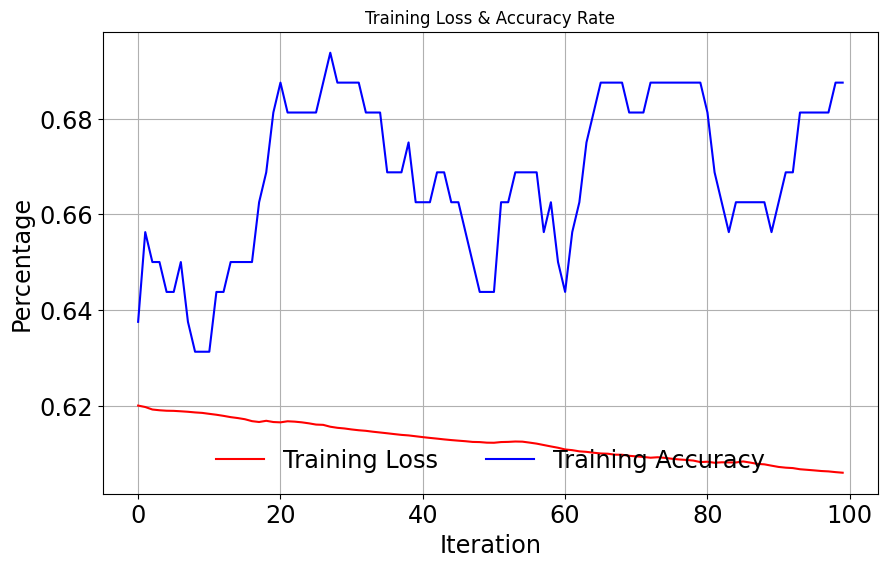 Training Loss & Accuracy Rate
Percentage
0.68
0.66
0.64
0.62
Training Loss Training Accuracy
0 20 40 60 80 100
Iteration